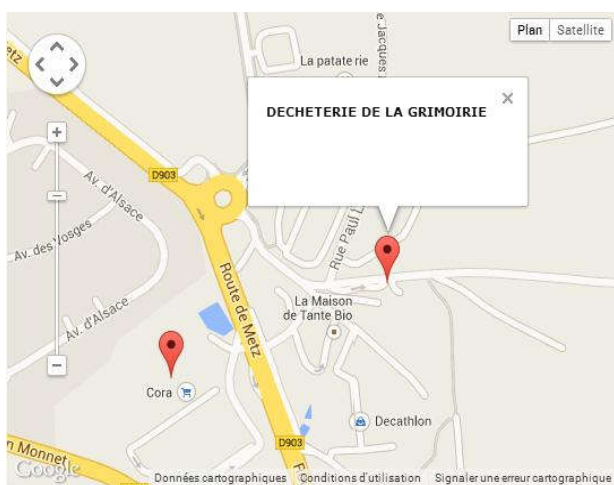 Plan Satellite
La pataterie
e Jacques
DECHETERIE DE LA GRIMOIRIE
etz
D903
Av. d'Alsace
Av. des Vosges
Rue Paul L
Route de Metz
La Maison
de Tante Bio
Av. d'Alsace
Cora
Decathlon
n Monnet
D903
R
Google
Données cartographiques Conditions d'utilisation Signaler une erreur cartographique